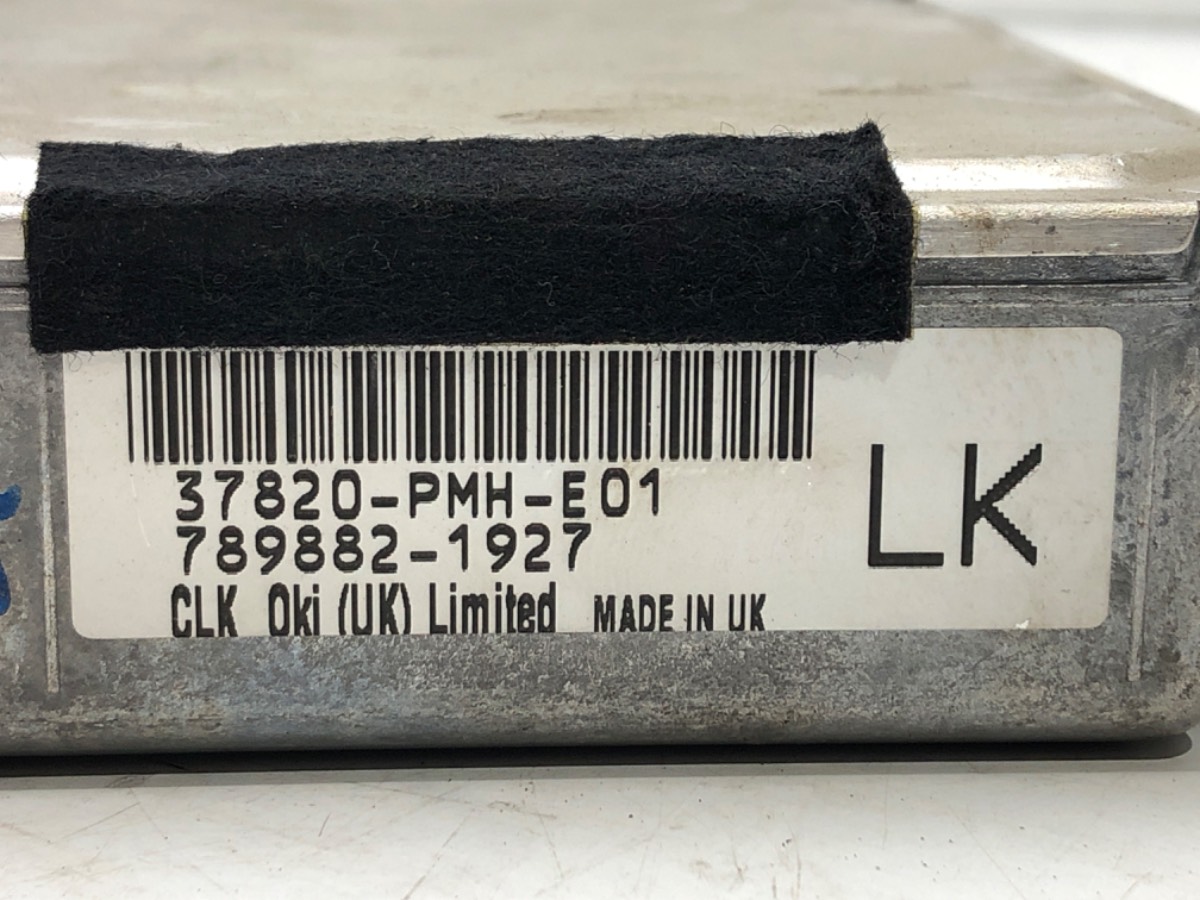 37820-PMH-E01
789882-1927
CLK Oki (UK) Limited MADE IN UK
LK